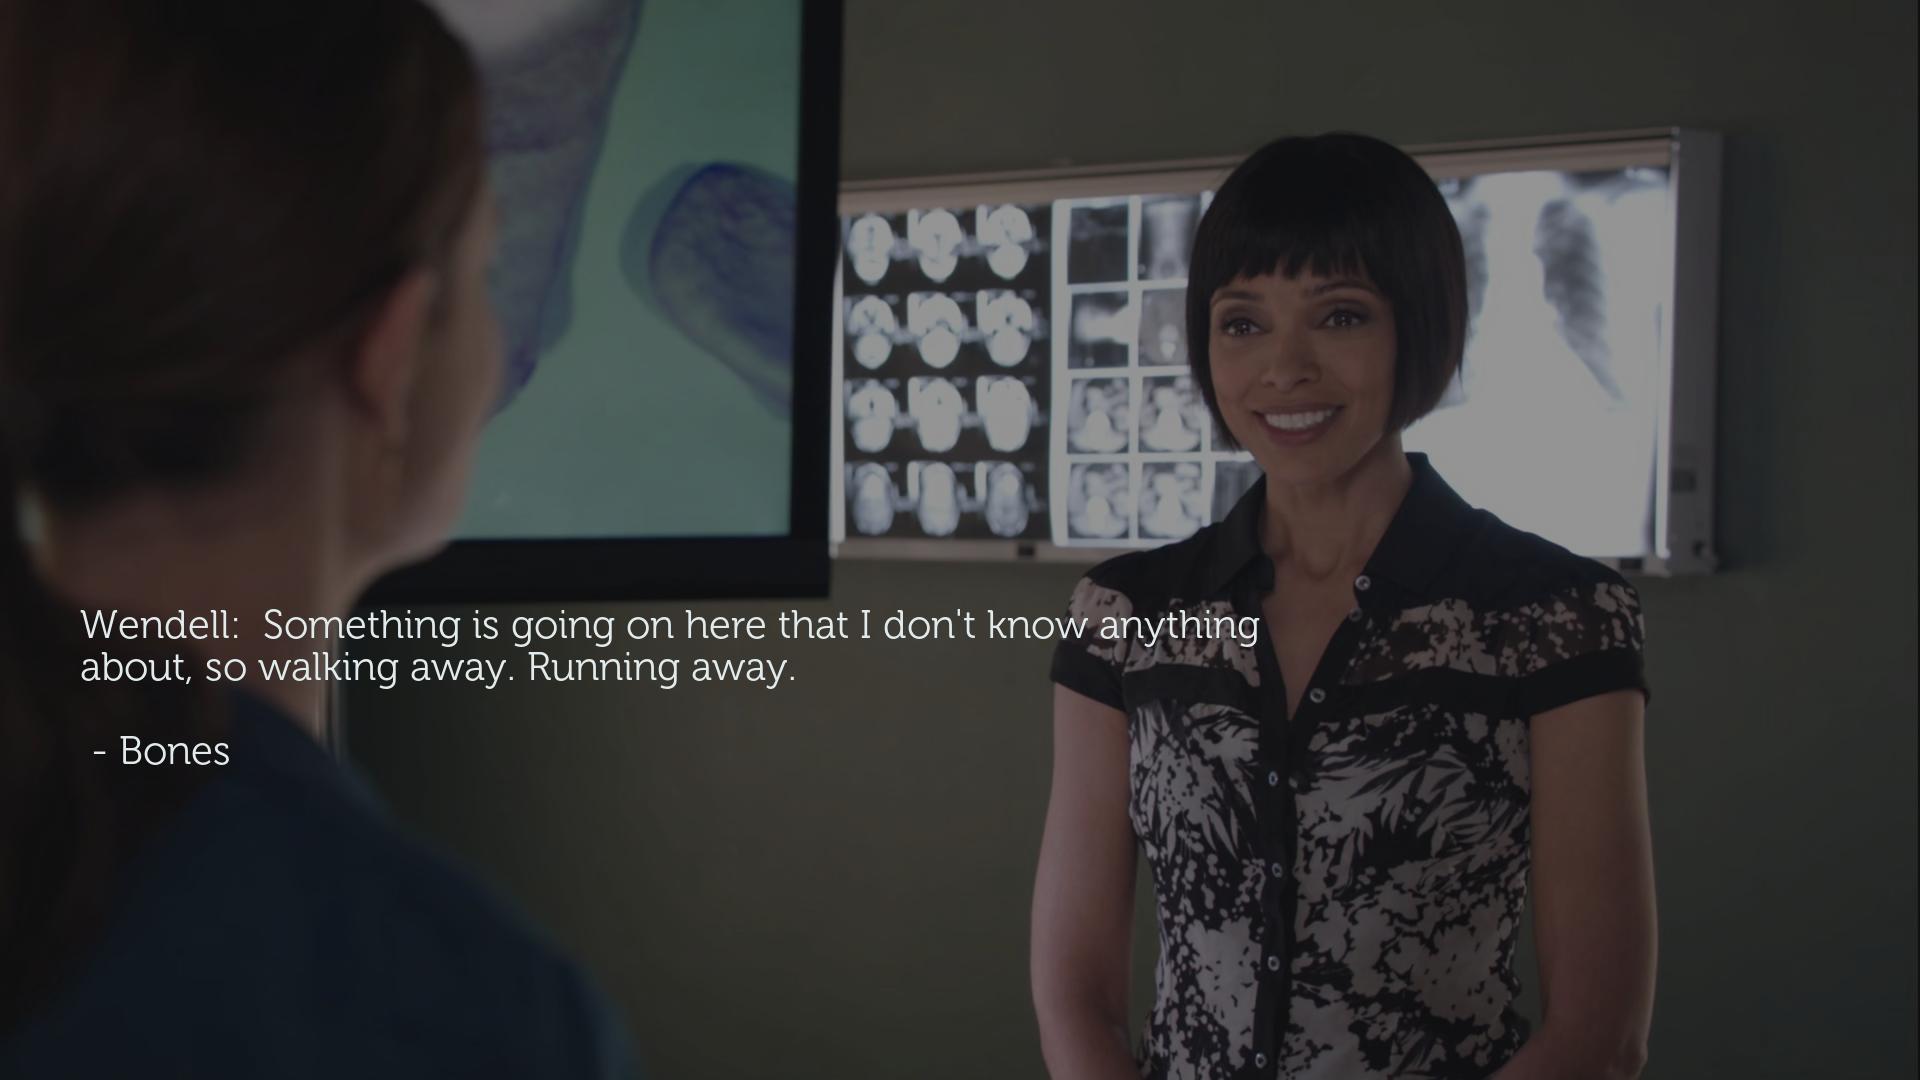 Wendell:  Something is going on here that I don't know anything
about, so walking away. Running away.
- Bones